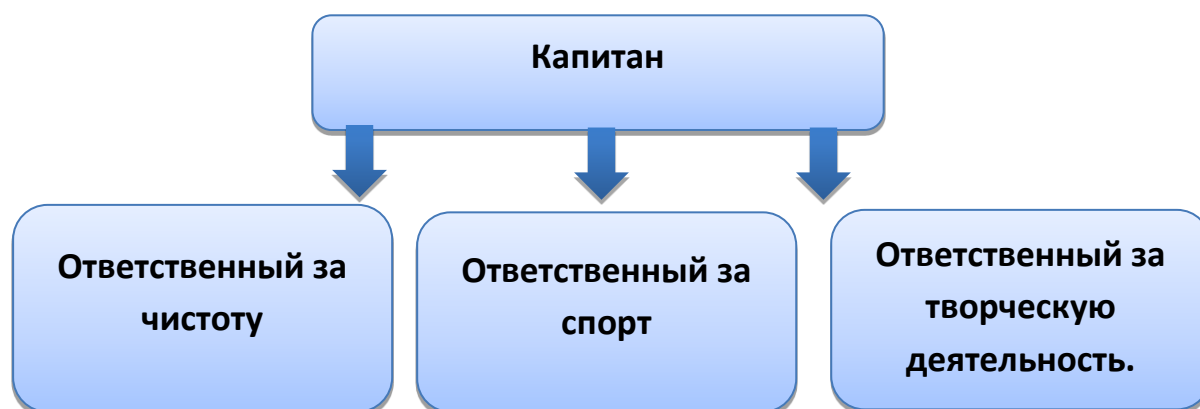 Капитан
Ответственный за
чистоту
Ответственный за
спорт
Ответственный за
творческую
деятельность.